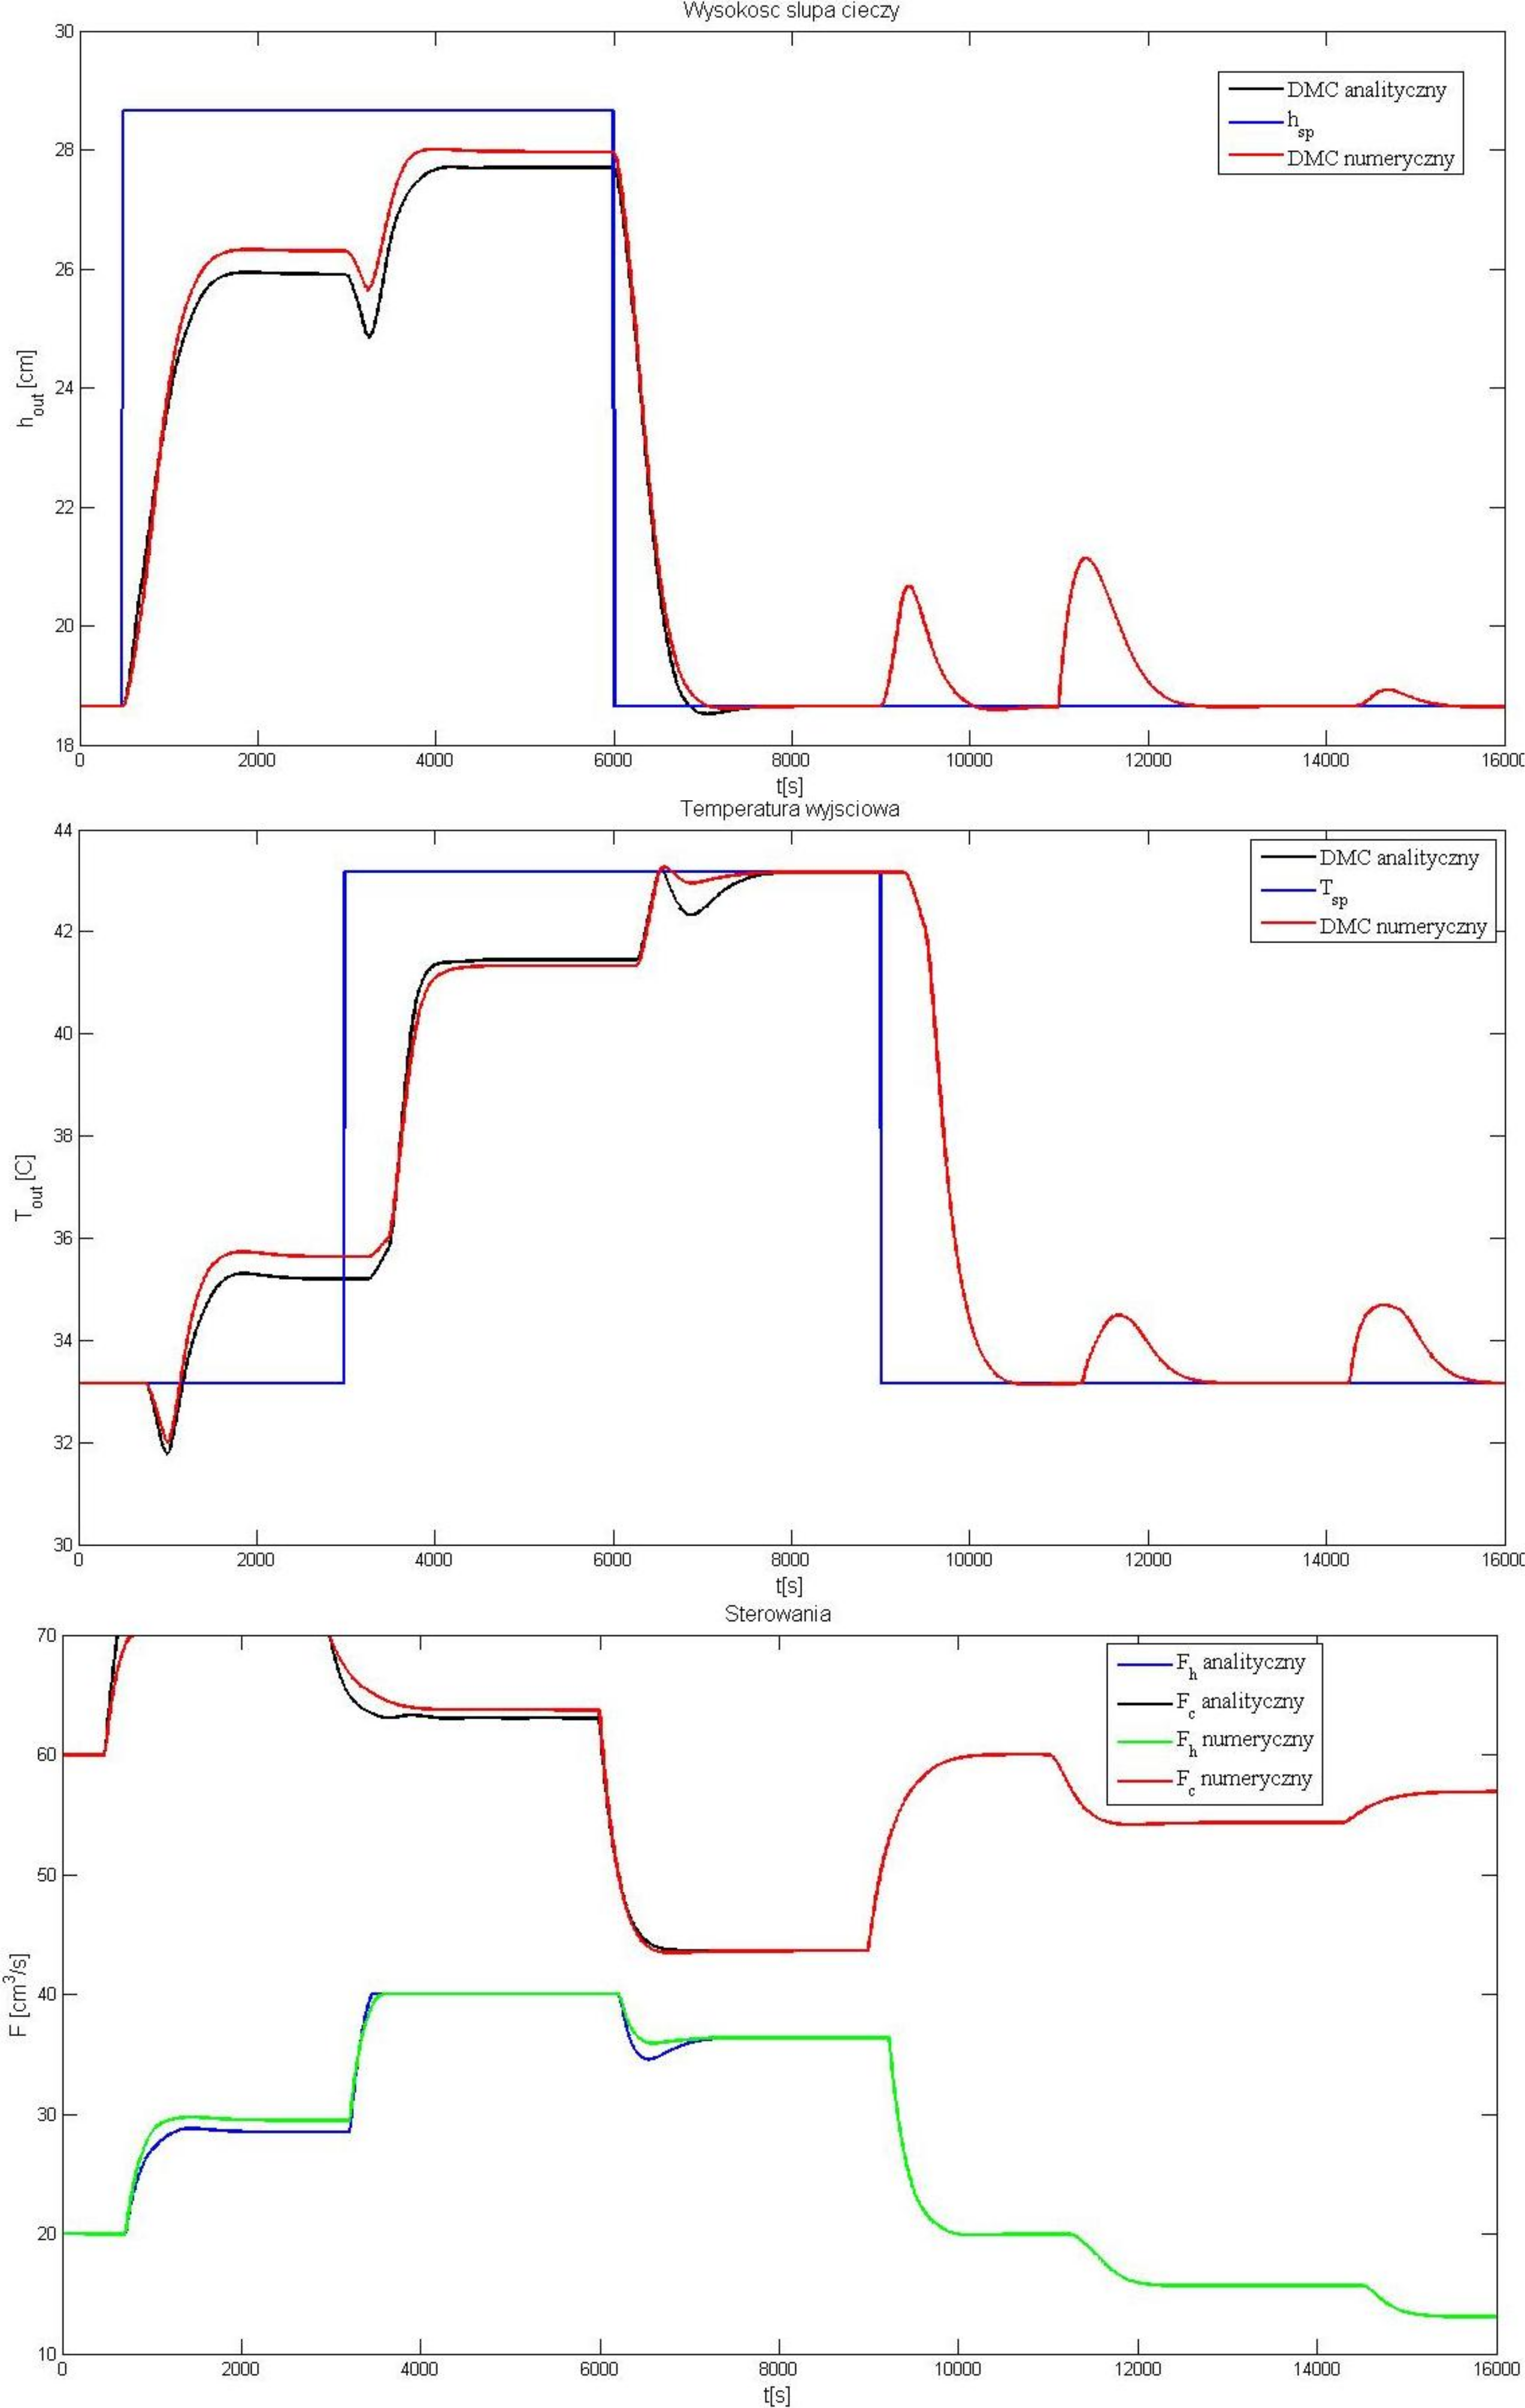 Wysokosc slupa cieczy
30
28
26
24
22
20
18
h_out [cm]
DMC analityczny
h_sp
DMC numeryczny
0 2000 4000 6000 8000 10000 12000 14000 16000
t[s]
Temperatura wyjsciowa
44
42
40
38
36
34
32
30
T_out [C]
DMC analityczny
T_sp
DMC numeryczny
0 2000 4000 6000 8000 10000 12000 14000 16000
t[s]
Sterowania
70
60
50
40
30
20
10
F [cm^3/s]
F_h analityczny
F_c analityczny
F_h numeryczny
F_c numeryczny
0 2000 4000 6000 8000 10000 12000 14000 16000
t[s]